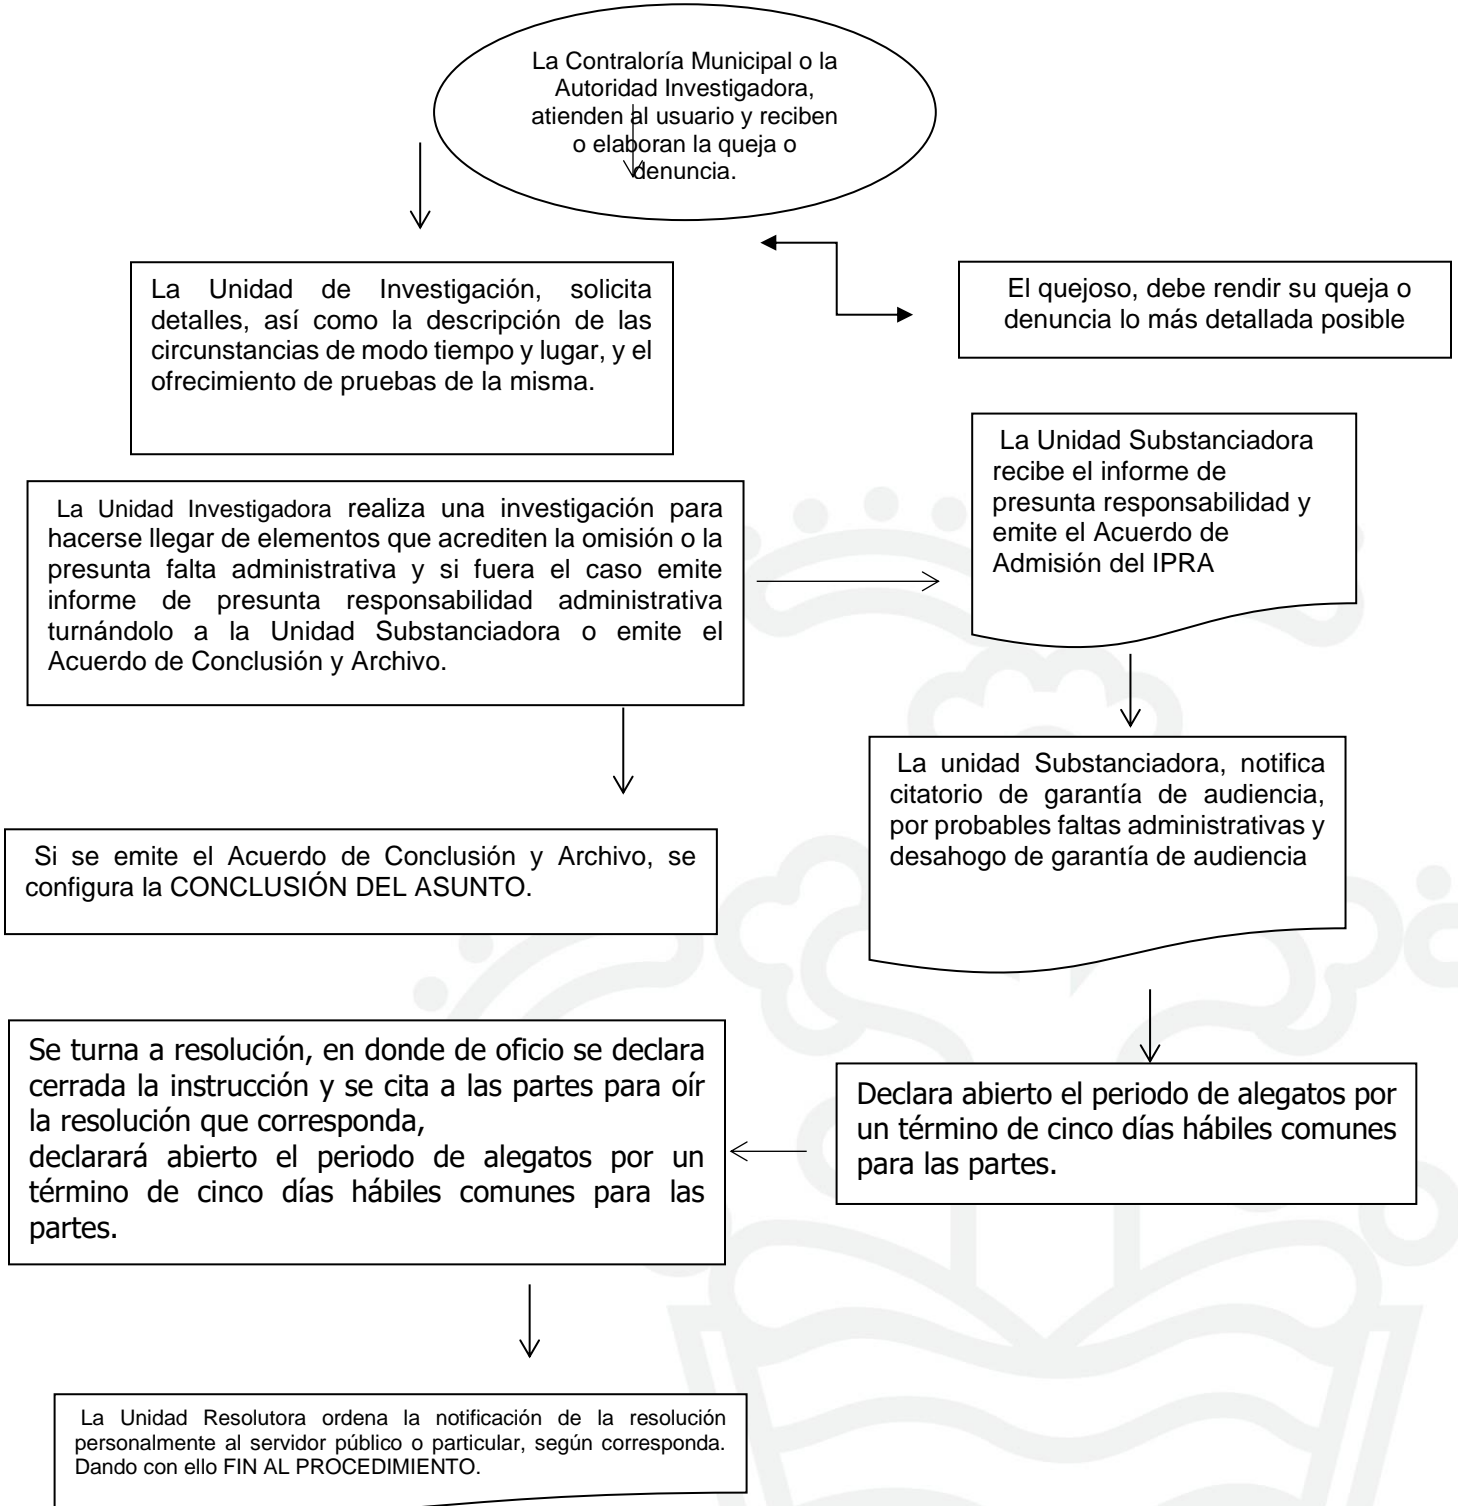 La Contraloría Municipal o la
Autoridad Investigadora,
atienden al usuario y reciben
o elaboran la queja o
denuncia.
La Unidad de Investigación, solicita
detalles, así como la descripción de las
circunstancias de modo tiempo y lugar, y el
ofrecimiento de pruebas de la misma.
El quejoso, debe rendir su queja o
denuncia lo más detallada posible
La Unidad Investigadora realiza una investigación para
hacerse llegar de elementos que acrediten la omisión o la
presunta falta administrativa y si fuera el caso emite
informe de presunta responsabilidad administrativa
turnándolo a la Unidad Substanciadora o emite el
Acuerdo de Conclusión y Archivo.
La Unidad Substanciadora
recibe el informe de
presunta responsabilidad y
emite el Acuerdo de
Admisión del IPRA
La unidad Substanciadora, notifica
citatorio de garantía de audiencia,
por probables faltas administrativas y
desahogo de garantía de audiencia
Si se emite el Acuerdo de Conclusión y Archivo, se
configura la CONCLUSIÓN DEL ASUNTO.
Declara abierto el periodo de alegatos por
un término de cinco días hábiles comunes
para las partes.
Se turna a resolución, en donde de oficio se declara
cerrada la instrucción y se cita a las partes para oír
la resolución que corresponda,
declarará abierto el periodo de alegatos por un
término de cinco días hábiles comunes para las
partes.
La Unidad Resolutora ordena la notificación de la resolución
personalmente al servidor público o particular, según corresponda.
Dando con ello FIN AL PROCEDIMIENTO.